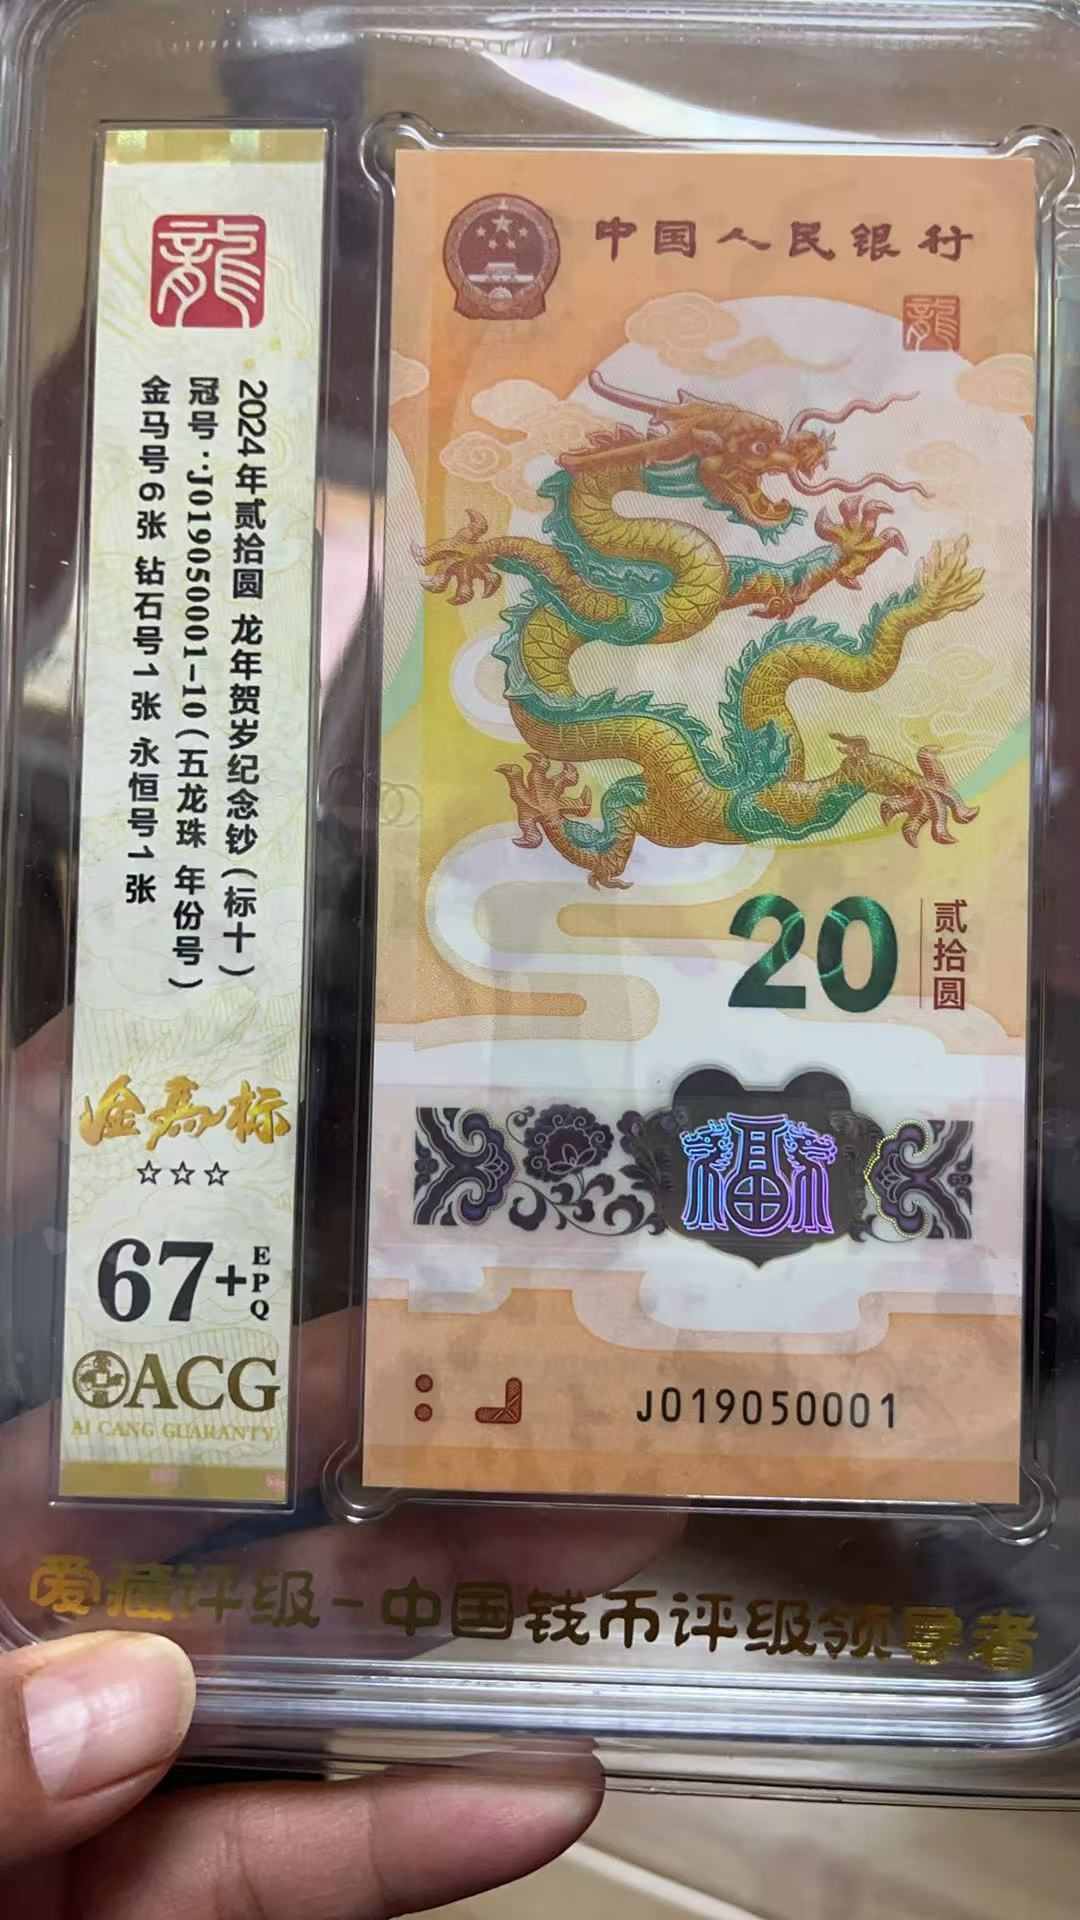 龍
2024年贰拾圆 龙年贺岁纪念钞(标十)
冠号:J019050001-10(五龙珠 年份号)
金马号6张 钻石号1张 永恒号1张
金马标
☆☆☆
67+EPQ
ACG
AI CANG GUARANTY
中国人民银行
龍
20
贰拾圆
福
J019050001
爱藏评级-中国钱币评级领导者